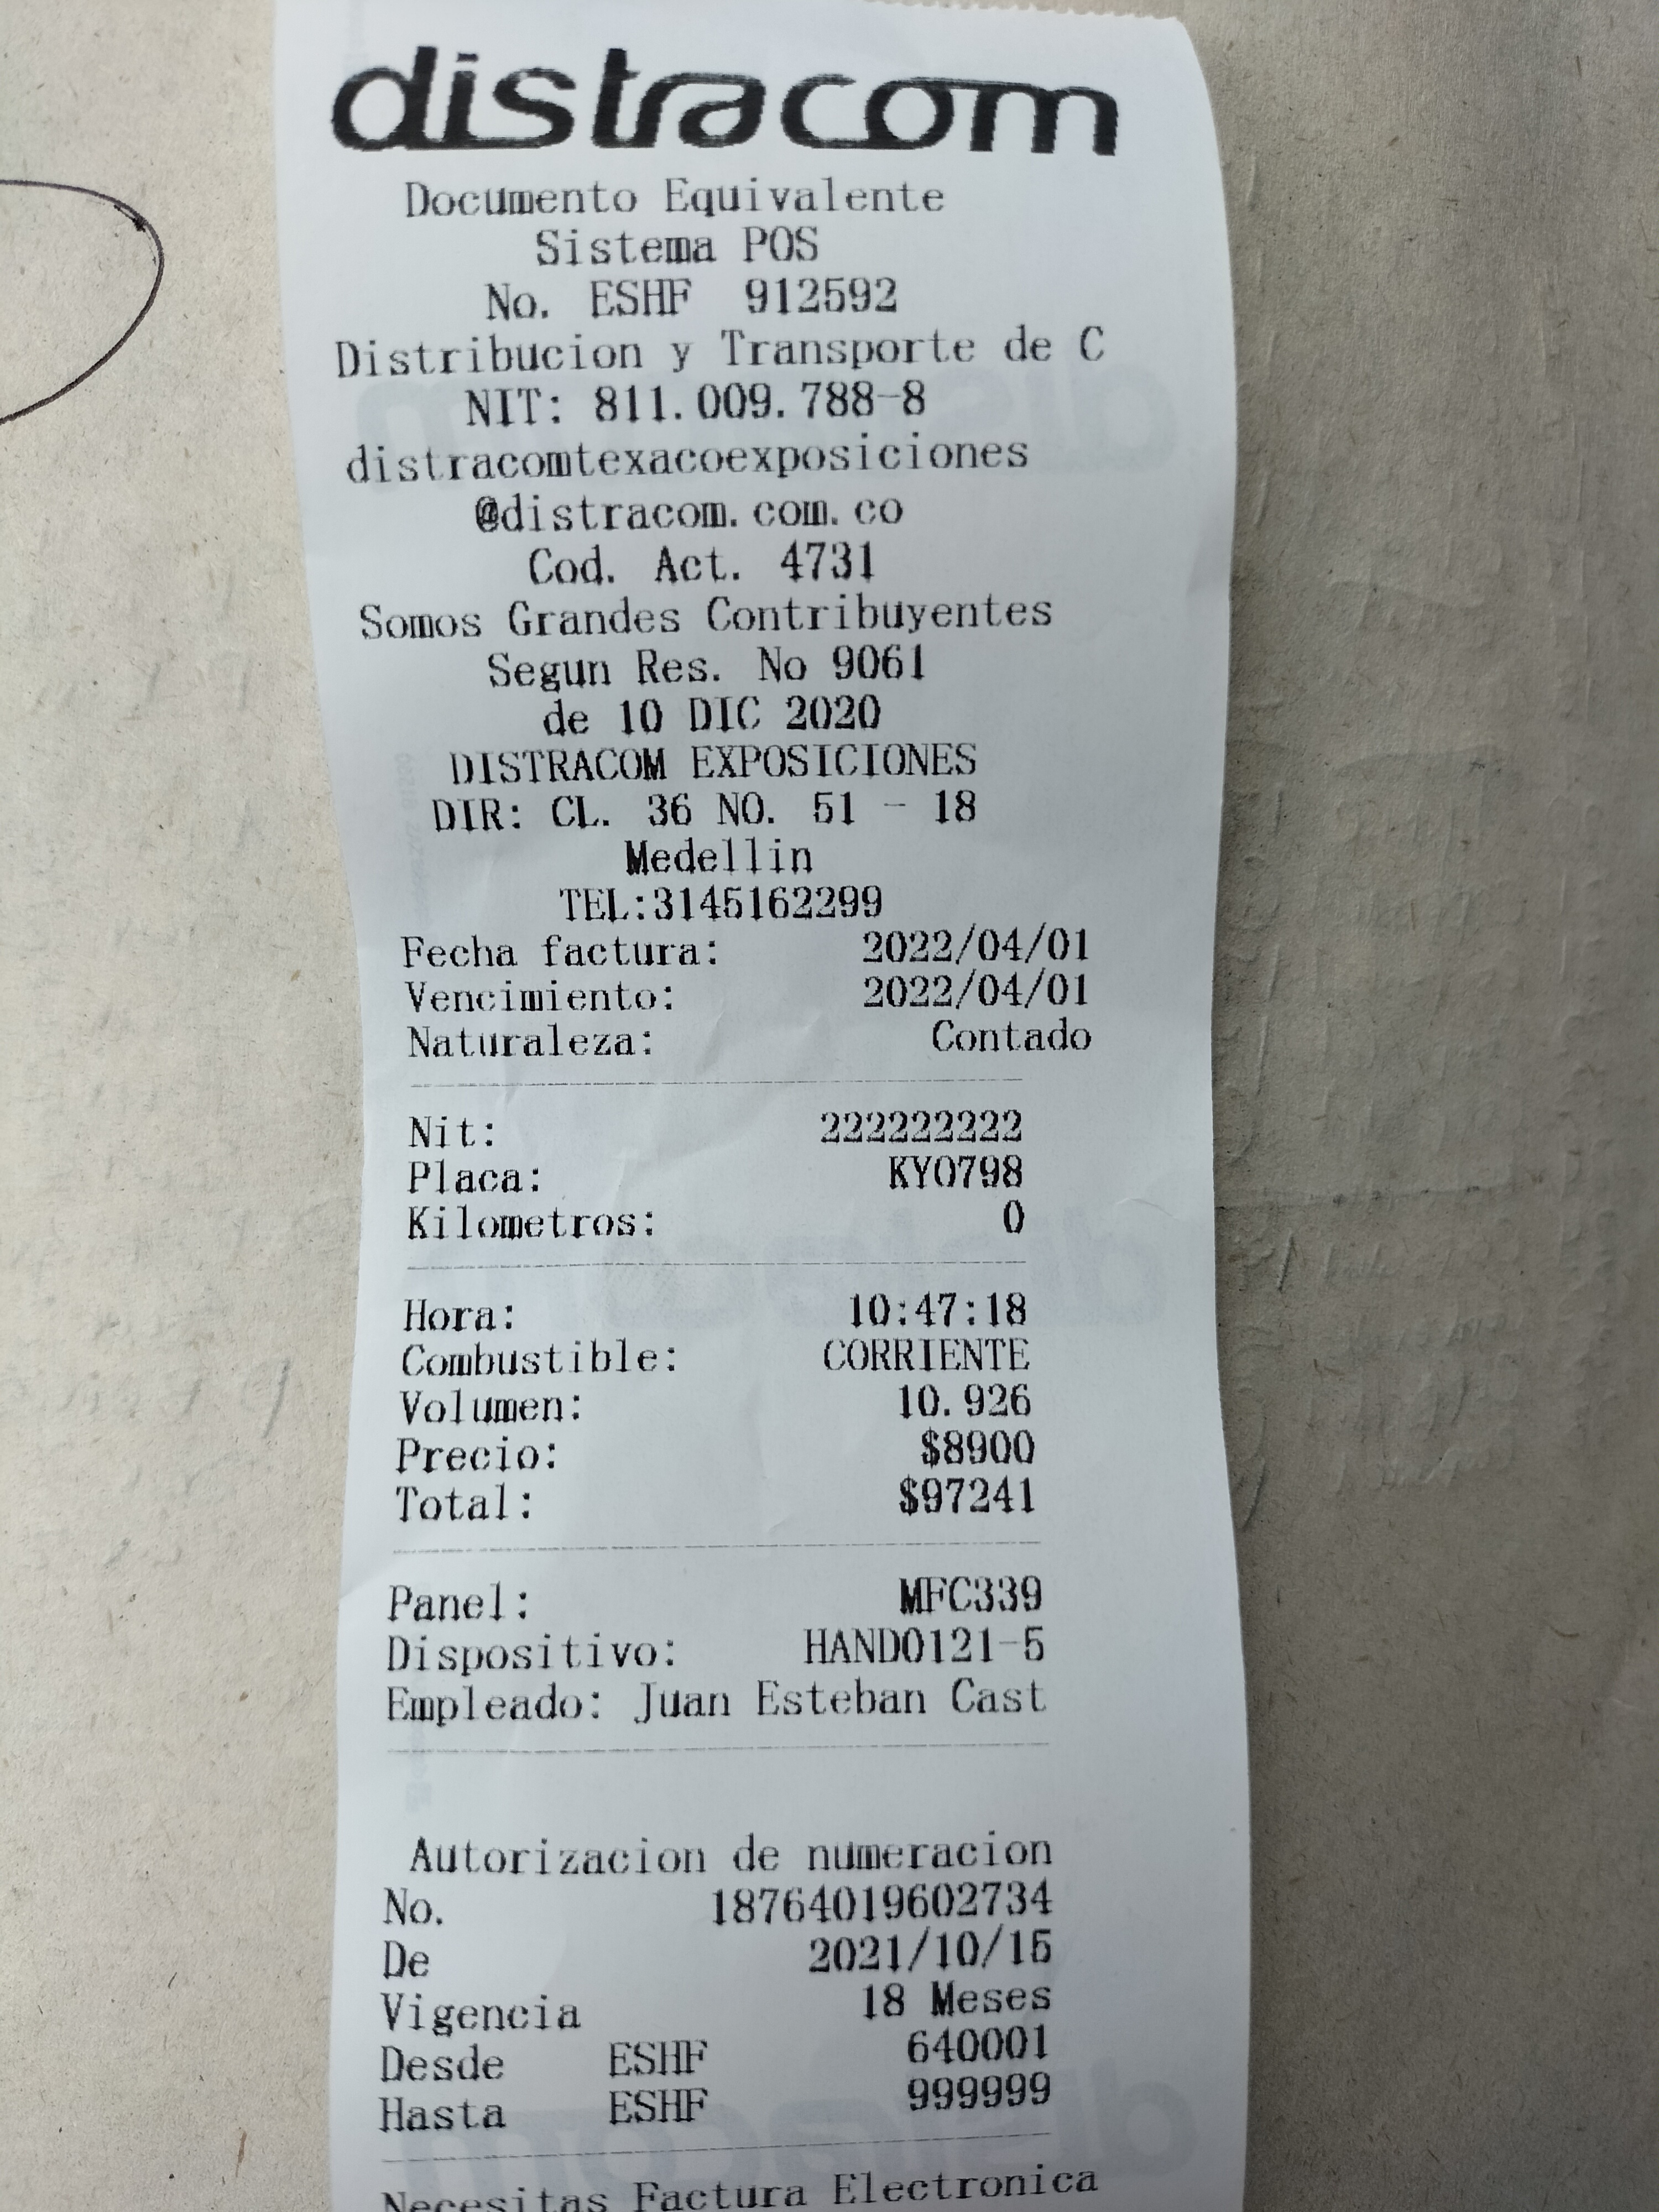 distracom
Documento Equivalente
Sistema POS
No. ESHF 912592
Distribucion y Transporte de C
NIT: 811.009.788-8
distracomtexacoexposiciones
@distracom.com.co
Cod. Act. 4731
Somos Grandes Contribuyentes
Segun Res. No 9061
de 10 DIC 2020
DISTRACOM EXPOSICIONES
DIR: CL. 36 NO. 51 - 18
Medellin
TEL:3145162299
Fecha factura: 2022/04/01
Vencimiento: 2022/04/01
Naturaleza: Contado
Nit: 222222222
Placa: KYO798
Kilometros: 0
Hora: 10:47:18
Combustible: CORRIENTE
Volumen: 10.926
Precio: $8900
Total: $97241
Panel: MFC339
Dispositivo: HAND0121-5
Empleado: Juan Esteban Cast
Autorizacion de numeracion
No. 18764019602734
De 2021/10/15
Vigencia 18 Meses
Desde ESHF 640001
Hasta ESHF 999999
Necesitas Factura Electronica